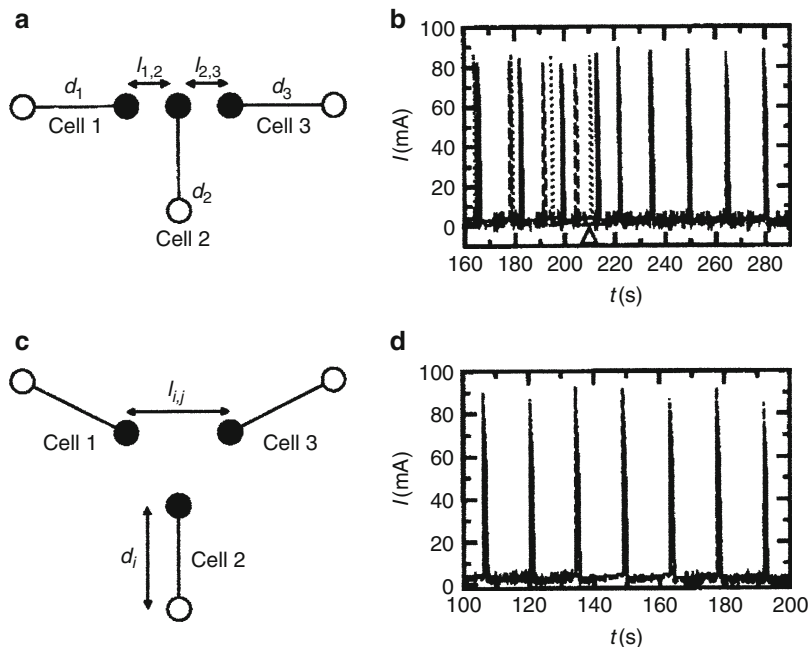 a
l1,2
l2,3
d1
d3
Cell 1
Cell 3
d2
Cell 2
b
100
80
60
40
20
0
I(mA)
160 180 200 220 240 260 280
t(s)
c
li,j
Cell 1
Cell 3
di
Cell 2
d
100
80
60
40
20
0
I(mA)
100 120 140 160 180 200
t(s)